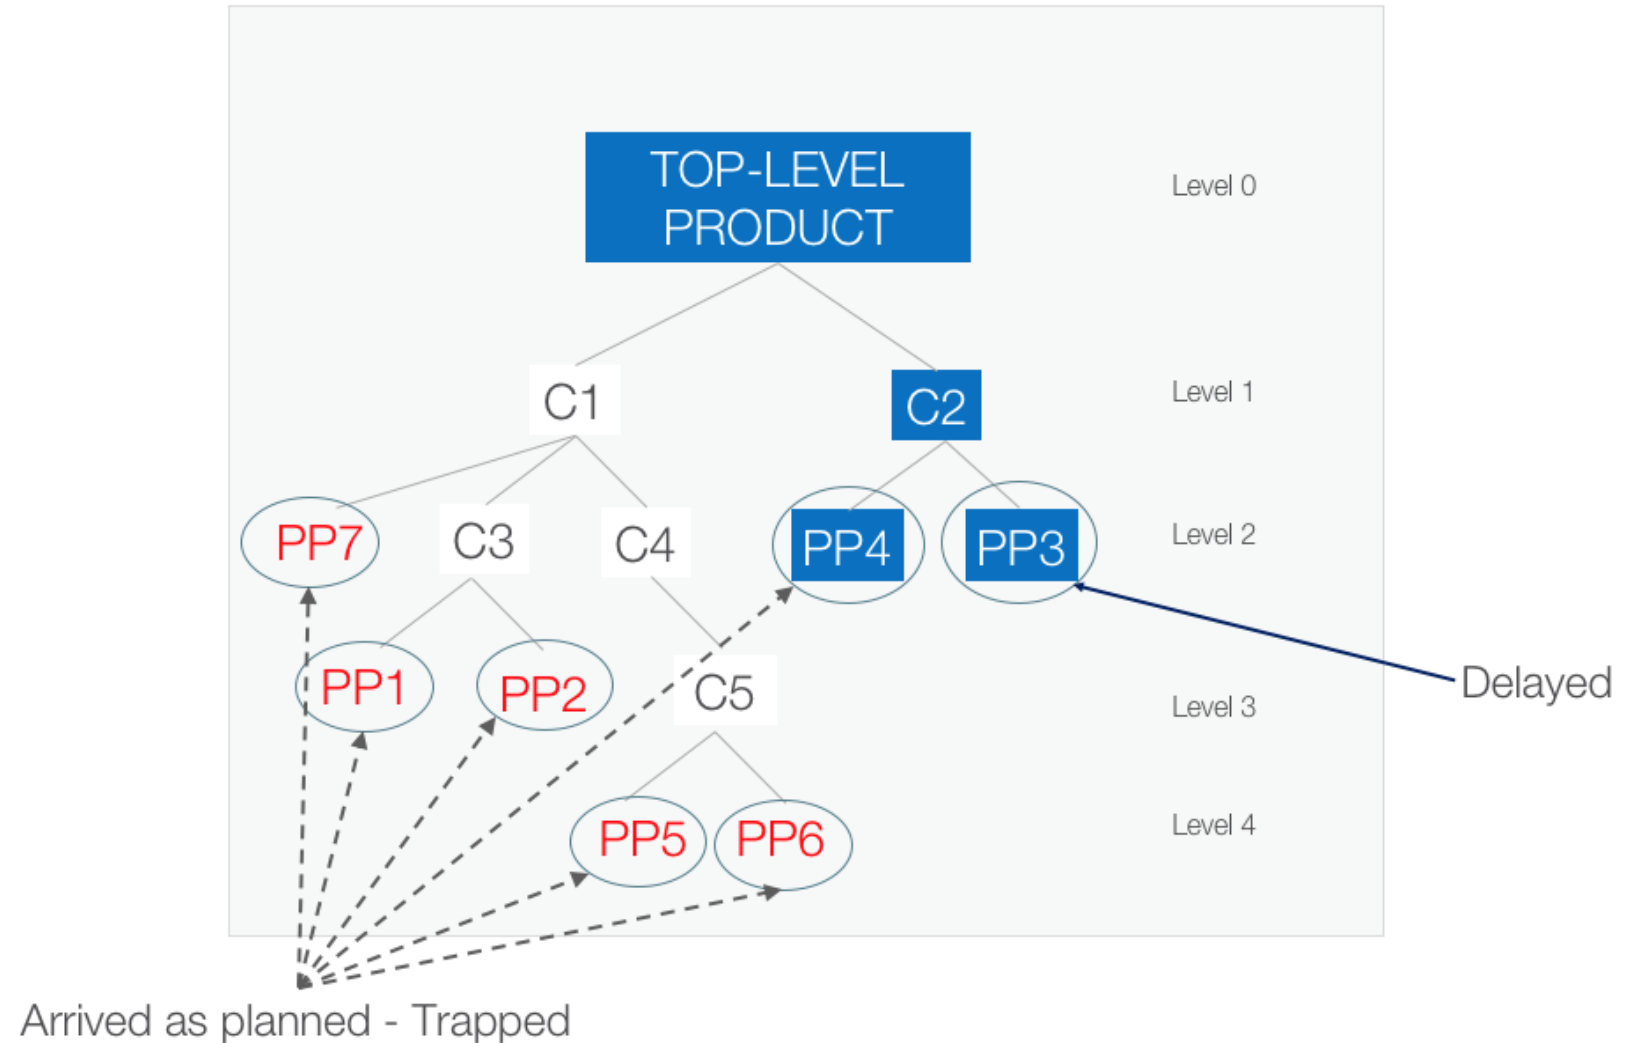 TOP-LEVEL
PRODUCT
Level 0
C1
C2
Level 1
PP7
C3
C4
PP4
PP3
Level 2
PP1
PP2
C5
Level 3
Delayed
PP5
PP6
Level 4
Arrived as planned - Trapped